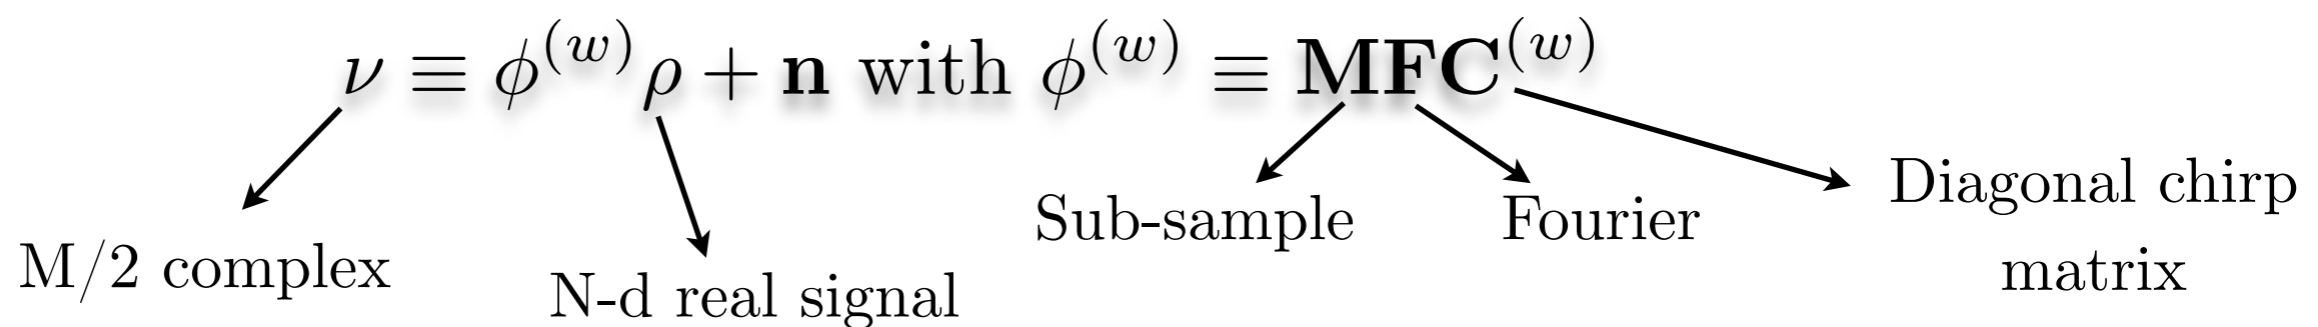 ν ≡ ϕ^(w)ρ + n with ϕ^(w) ≡ MFC^(w)
M/2 complex
N-d real signal
Sub-sample
Fourier
Diagonal chirp
matrix